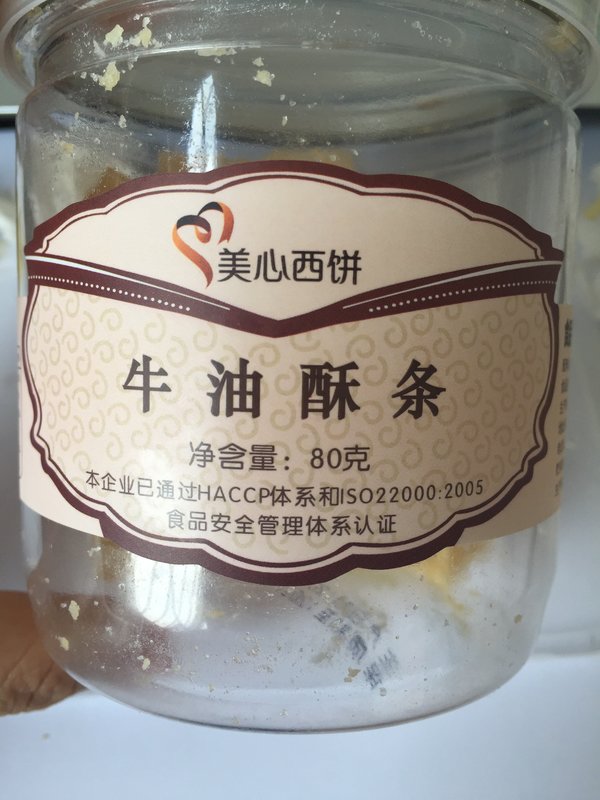 美心西饼
牛油酥条
净含量：80克
本企业已通过HACCP体系和ISO22000:2005
食品安全管理体系认证